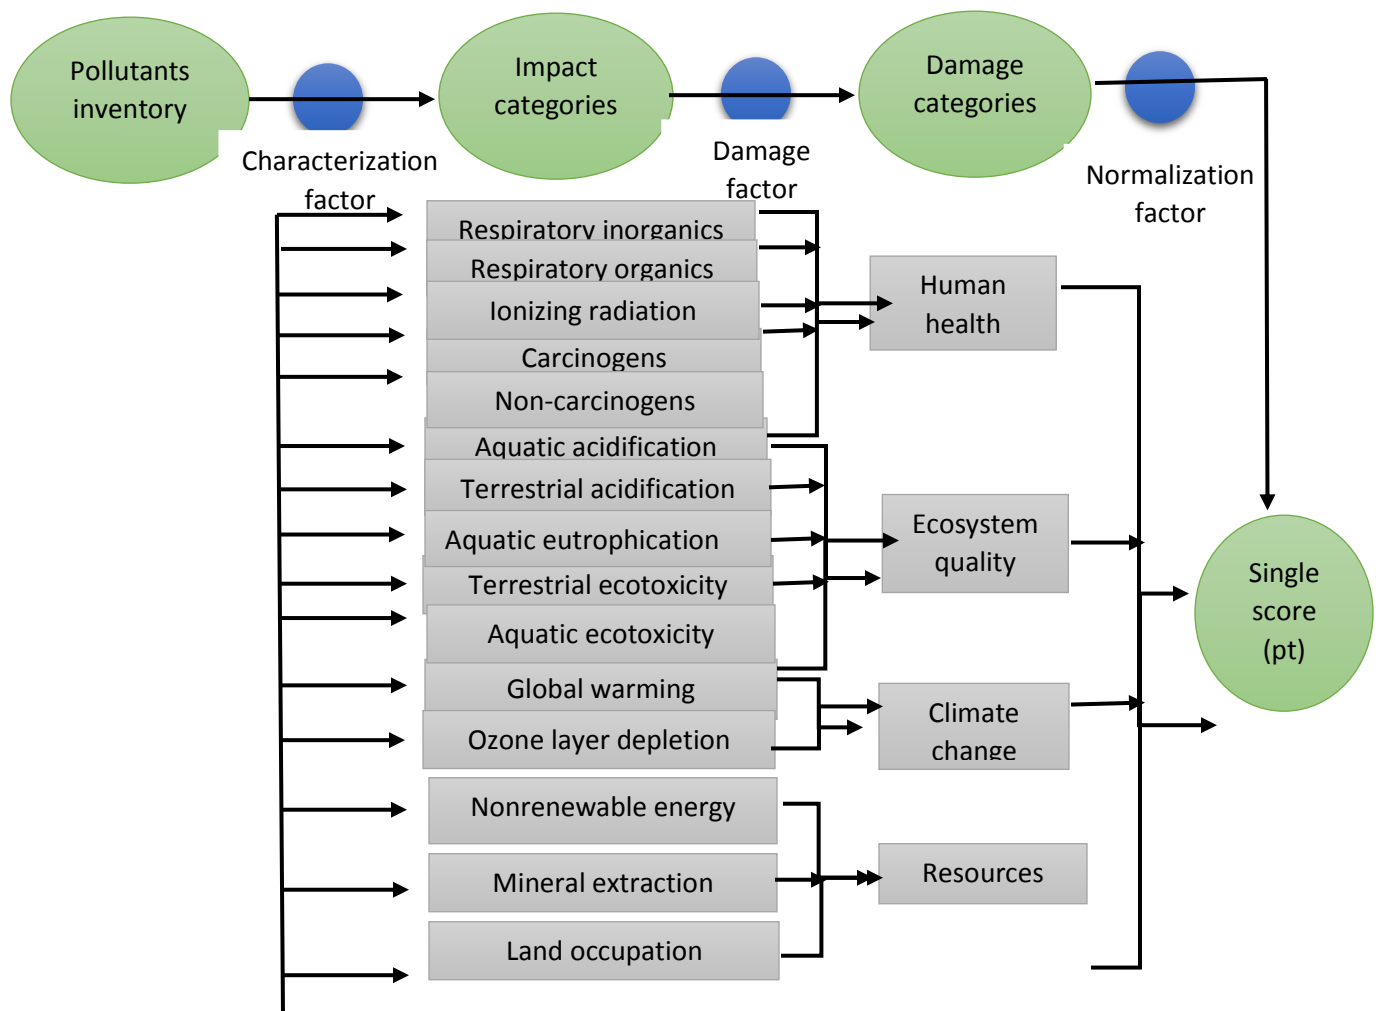 Pollutants
inventory
Impact
categories
Damage
categories
Characterization
factor
Damage
factor
Normalization
factor
Respiratory inorganics
Respiratory organics
Ionizing radiation
Carcinogens
Non-carcinogens
Aquatic acidification
Terrestrial acidification
Aquatic eutrophication
Terrestrial ecotoxicity
Aquatic ecotoxicity
Global warming
Ozone layer depletion
Nonrenewable energy
Mineral extraction
Land occupation
Human
health
Ecosystem
quality
Climate
change
Resources
Single
score
(pt)